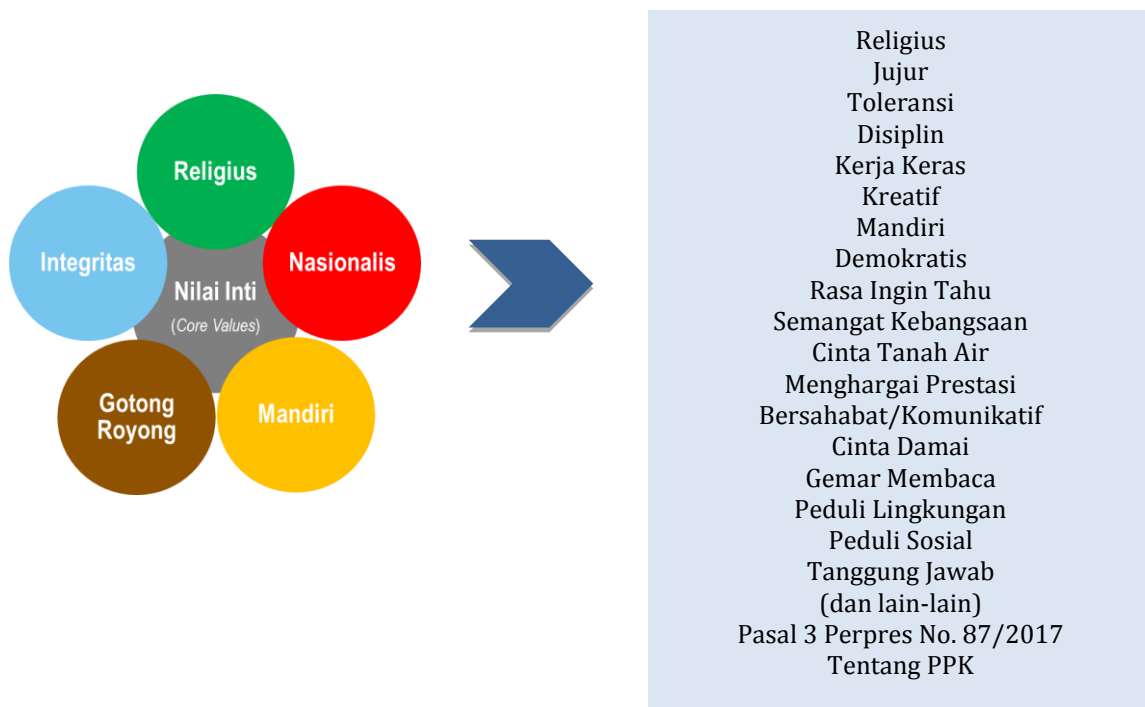 Religius
Integritas
Nasionalis
Nilai Inti
(Core Values)
Gotong
Royong
Mandiri
Religius
Jujur
Toleransi
Disiplin
Kerja Keras
Kreatif
Mandiri
Demokratis
Rasa Ingin Tahu
Semangat Kebangsaan
Cinta Tanah Air
Menghargai Prestasi
Bersahabat/Komunikatif
Cinta Damai
Gemar Membaca
Peduli Lingkungan
Peduli Sosial
Tanggung Jawab
(dan lain-lain)
Pasal 3 Perpres No. 87/2017
Tentang PPK